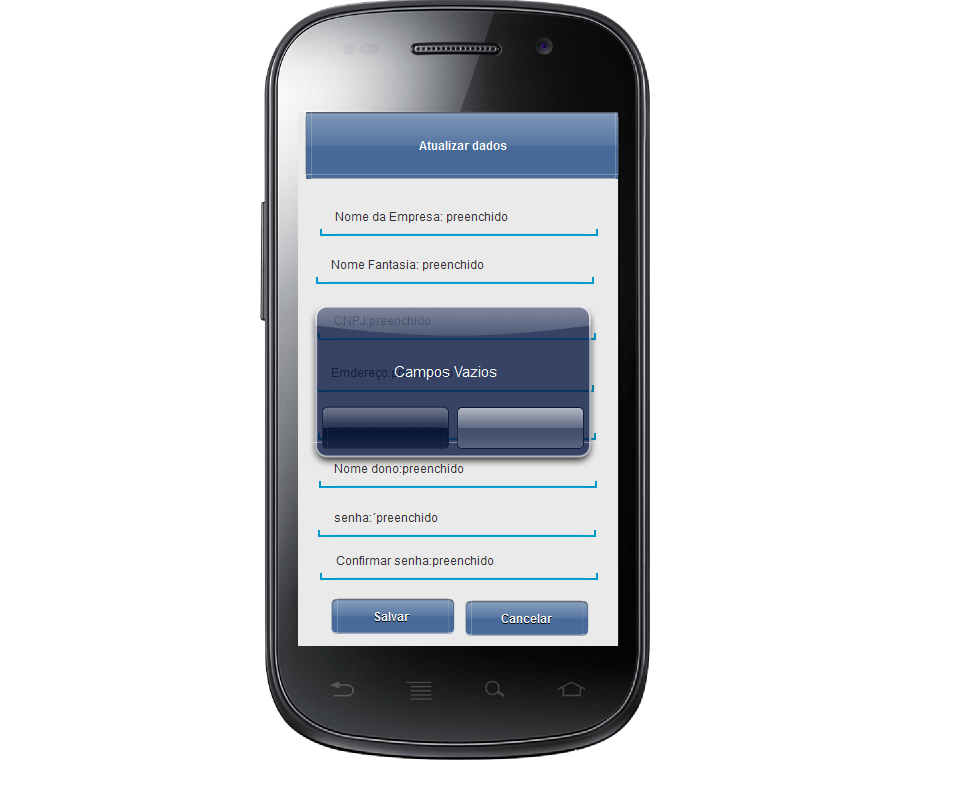 Atualizar dados
Nome da Empresa: preenchido
Nome Fantasia: preenchido
CNPJ:preenchido
Emdereço:
Campos Vazios
Nome dono:preenchido
senha:´preenchido
Confirmar senha:preenchido
Salvar
Cancelar